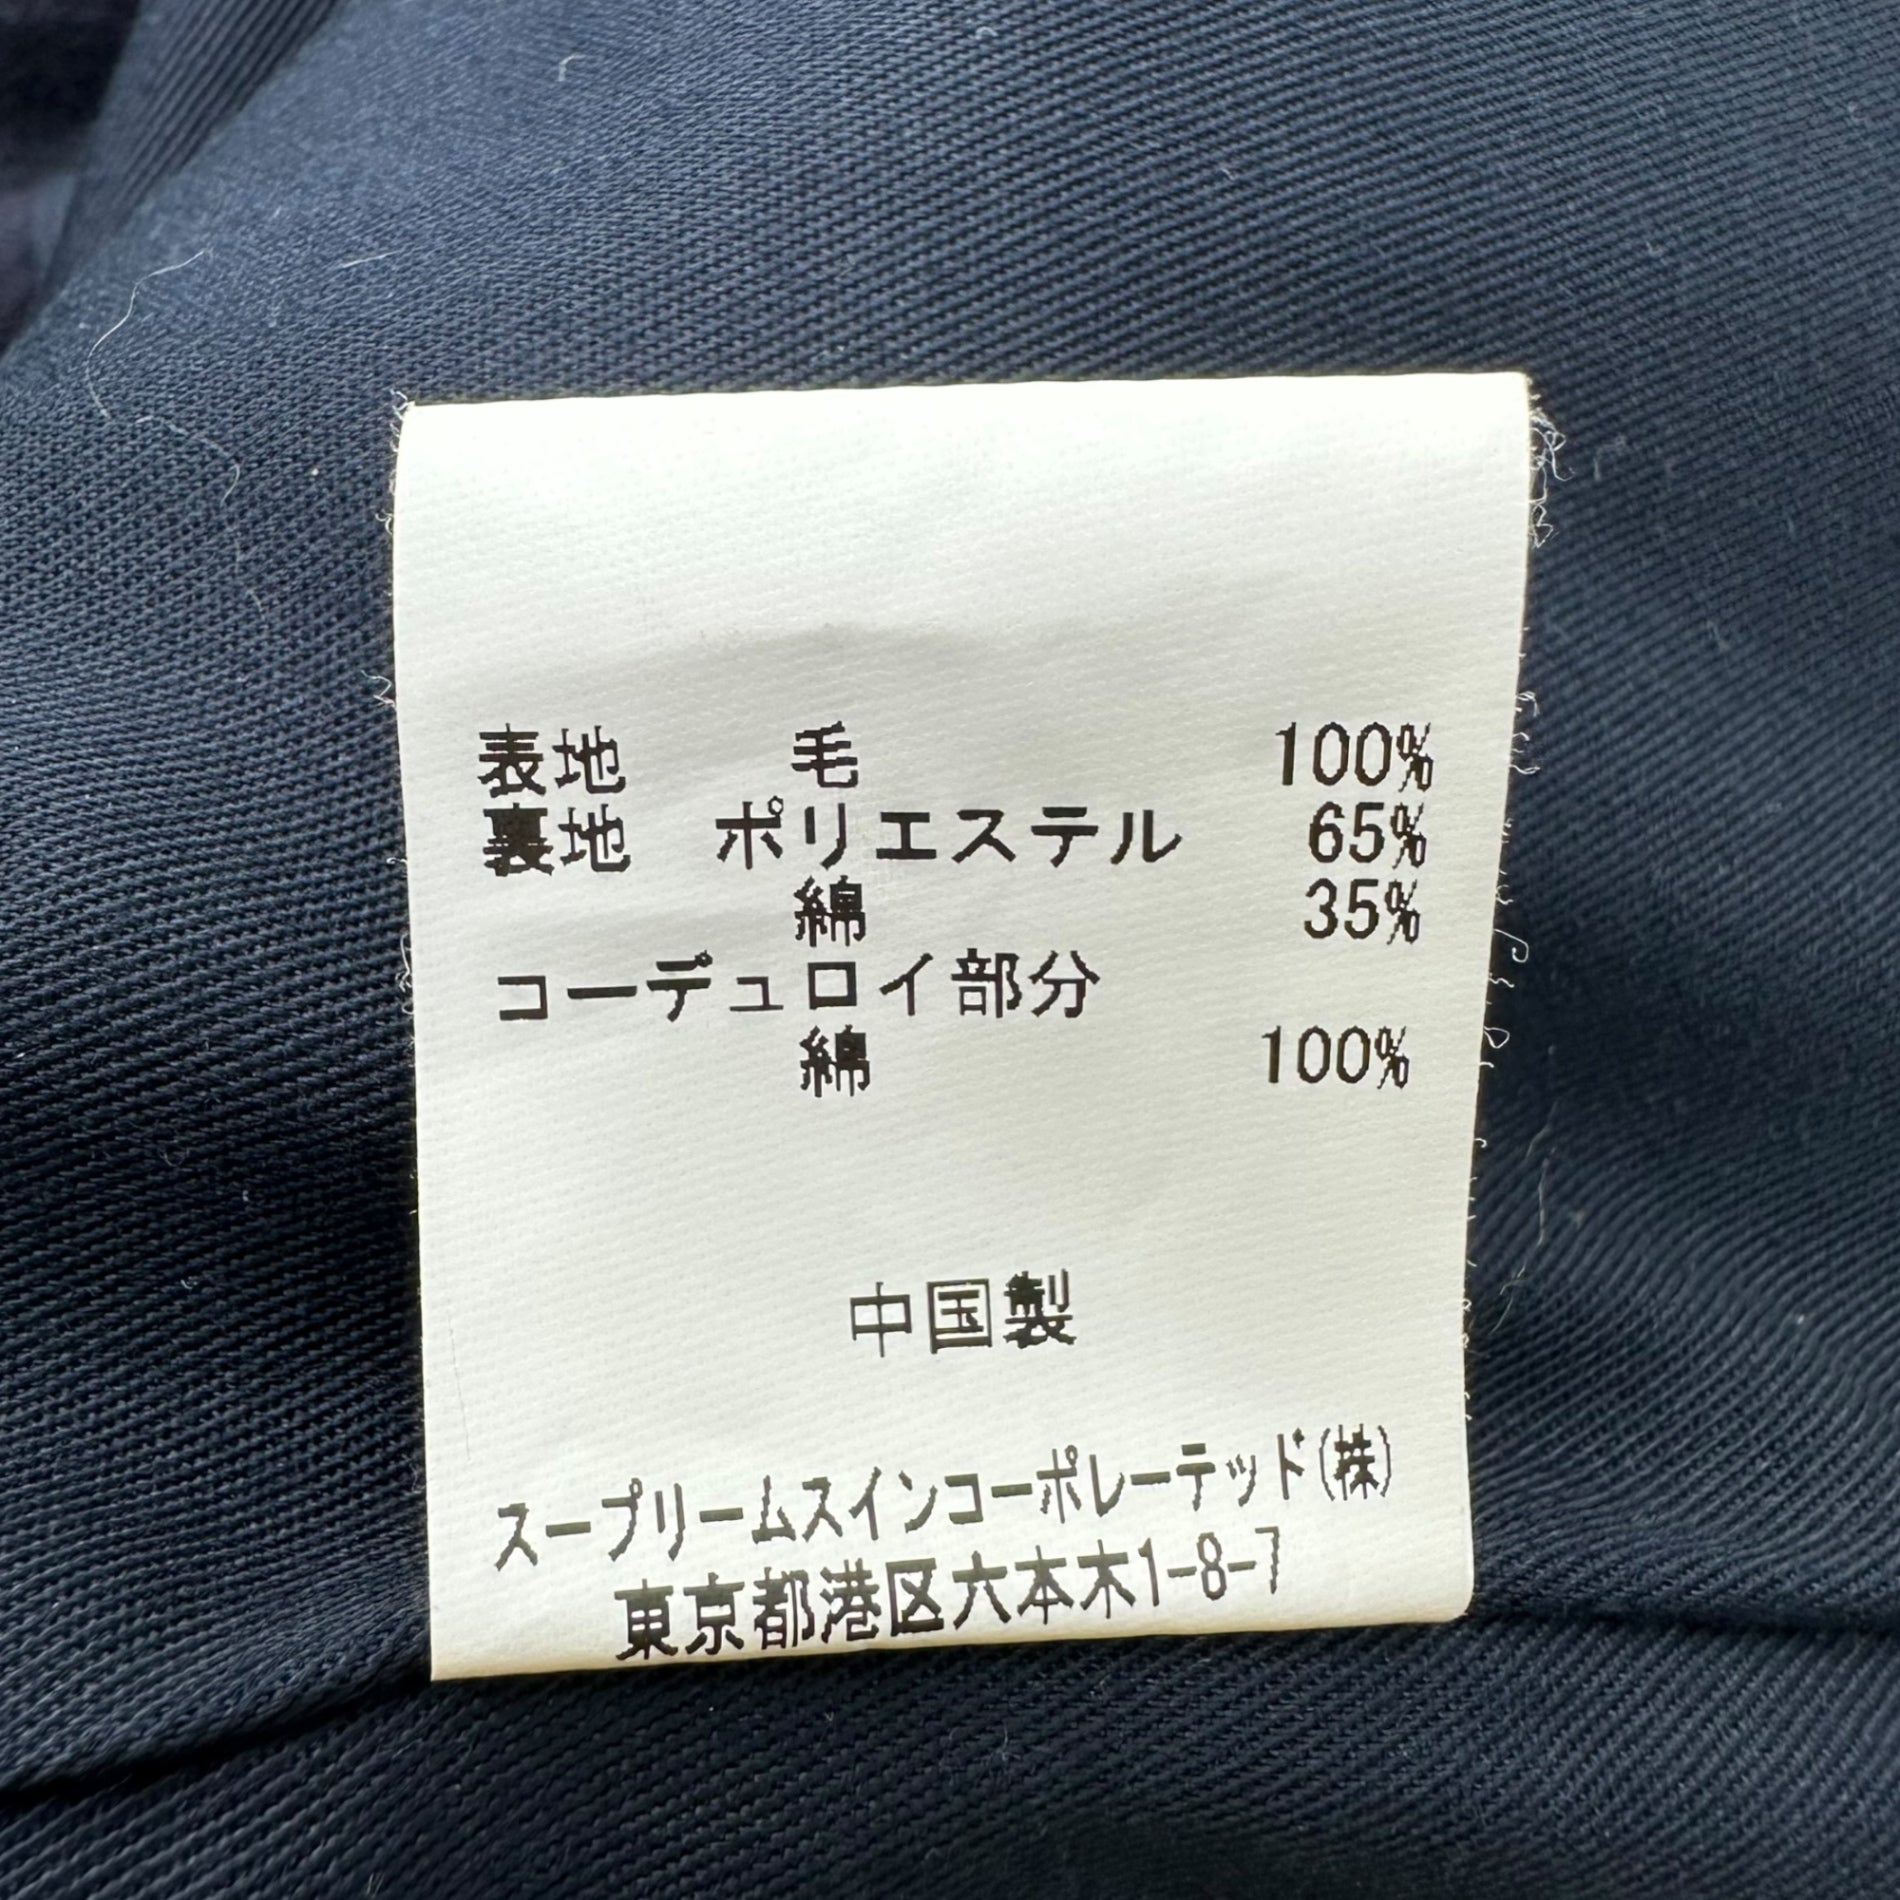 表地 毛 100%
裏地 ポリエステル 65%
綿 35%
コーデュロイ部分
綿 100%
中国製
スープリームスインコーポレーテッド(株)
東京都港区六本木1-8-7